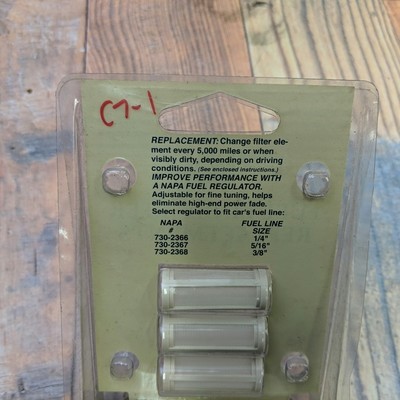 C7-1
REPLACEMENT: Change filter ele-
ment every 5,000 miles or when
visibly dirty, depending on driving
conditions. (See enclosed instructions.)
IMPROVE PERFORMANCE WITH
A NAPA FUEL REGULATOR.
Adjustable for fine tuning, helps
eliminate high-end power fade.
Select regulator to fit car's fuel line:
NAPA FUEL LINE
# SIZE
730-2366 1/4"
730-2367 5/16"
730-2368 3/8"